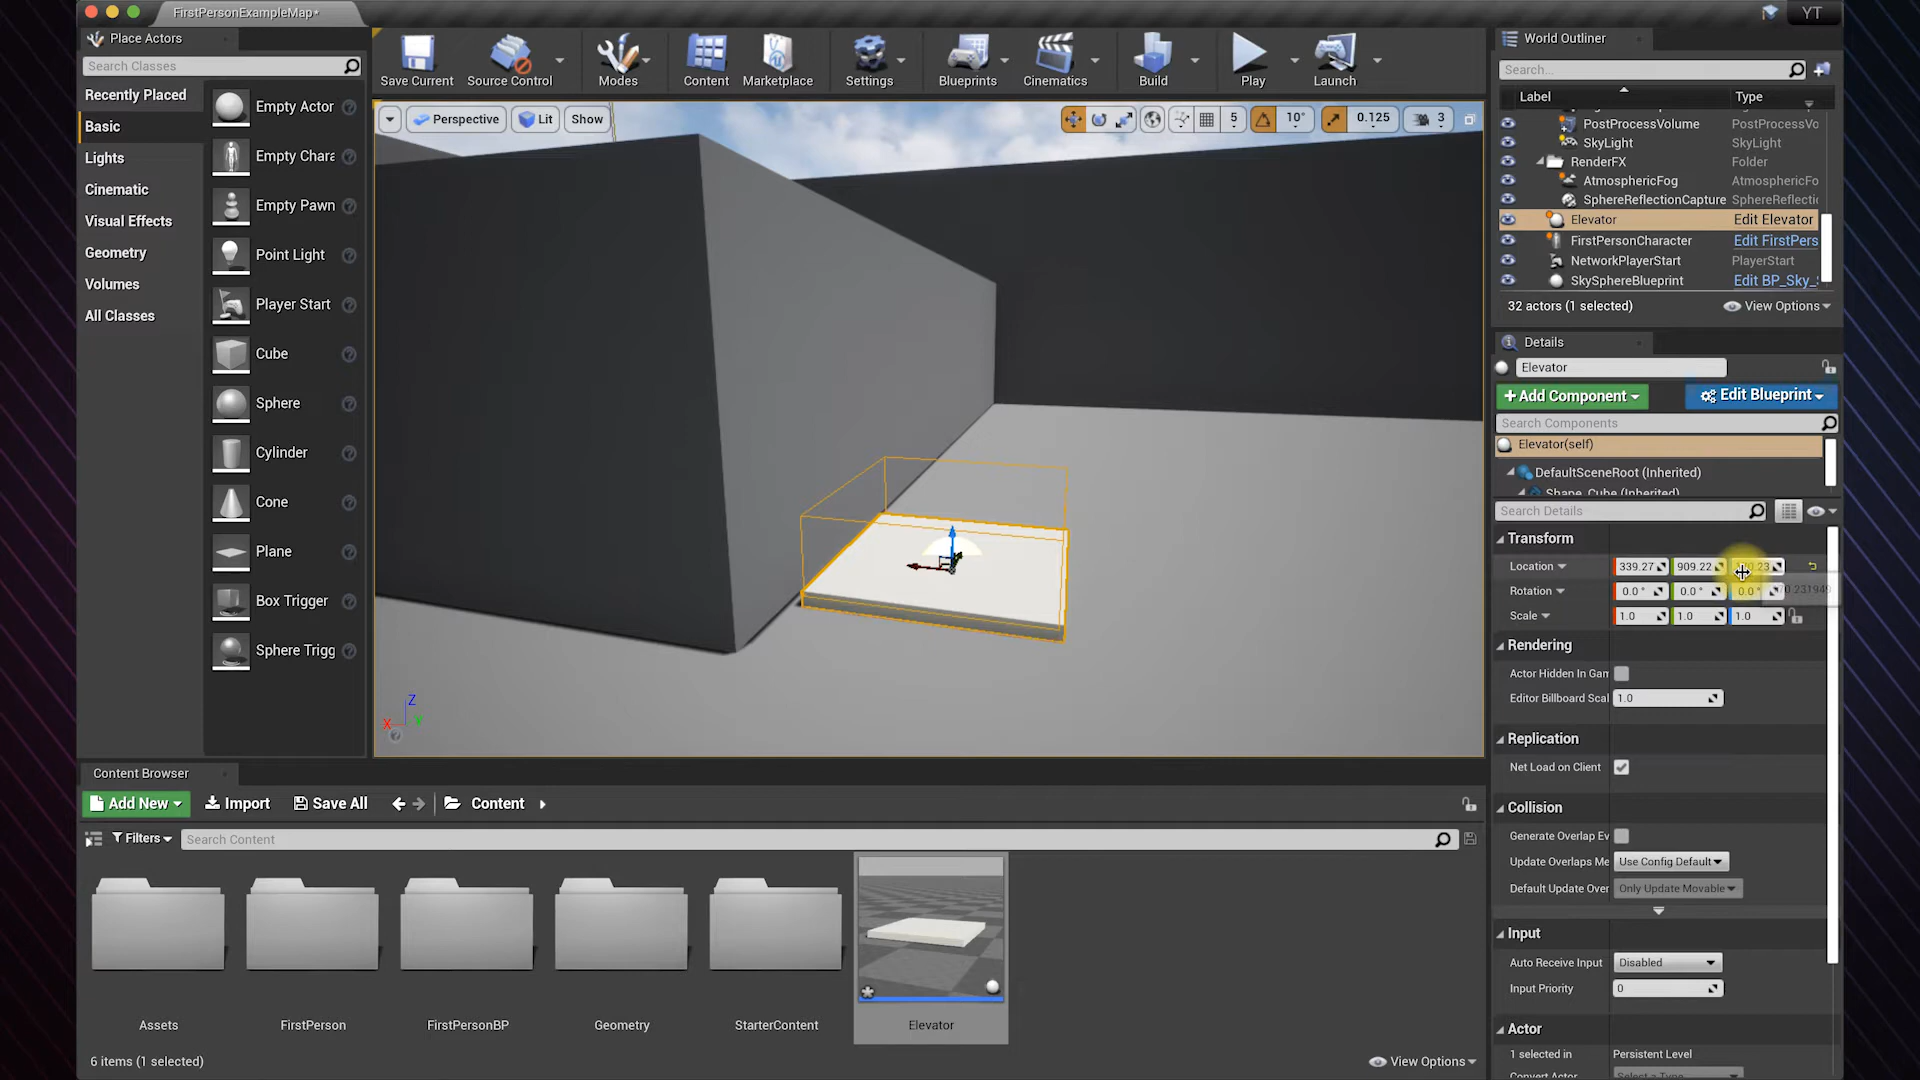 FirstPersonExampleMap*
YT
Place Actors
Search Classes
Recently Placed
Basic
Lights
Cinematic
Visual Effects
Geometry
Volumes
All Classes
Empty Actor
Empty Chara
Empty Pawn
Point Light
Player Start
Cube
Sphere
Cylinder
Cone
Plane
Box Trigger
Sphere Trigg
Save Current
Source Control
Modes
Content
Marketplace
Settings
Blueprints
Cinematics
Build
Play
Launch
Perspective
Lit
Show
5
10°
0.125
3
Z
X
Y
World Outliner
Search...
Label Type
PostProcessVolume PostProcessVo
SkyLight SkyLight
RenderFX Folder
AtmosphericFog AtmosphericFo
SphereReflectionCapture SphereReflecti
Elevator Edit Elevator
FirstPersonCharacter Edit FirstPers
NetworkPlayerStart PlayerStart
SkySphereBlueprint Edit BP_Sky_
32 actors (1 selected) View Options
Details
Elevator
+Add Component Edit Blueprint
Search Components
Elevator(self)
DefaultSceneRoot (Inherited)
Shape_Cube (Inherited)
Search Details
Transform
Location 339.27 909.22
Rotation 0.0° 0.0° 0.0°
Scale 1.0 1.0 1.0
Rendering
Actor Hidden In Gam
Editor Billboard Scal 1.0
Replication
Net Load on Client
Collision
Generate Overlap Ev
Update Overlaps Me Use Config Default
Default Update Over Only Update Movable
Input
Auto Receive Input Disabled
Input Priority 0
Actor
1 selected in Persistent Level
Convert Actor Select a Type
Content Browser
Add New Import Save All Content
Filters Search Content
Assets
FirstPerson
FirstPersonBP
Geometry
StarterContent
Elevator
6 items (1 selected) View Options